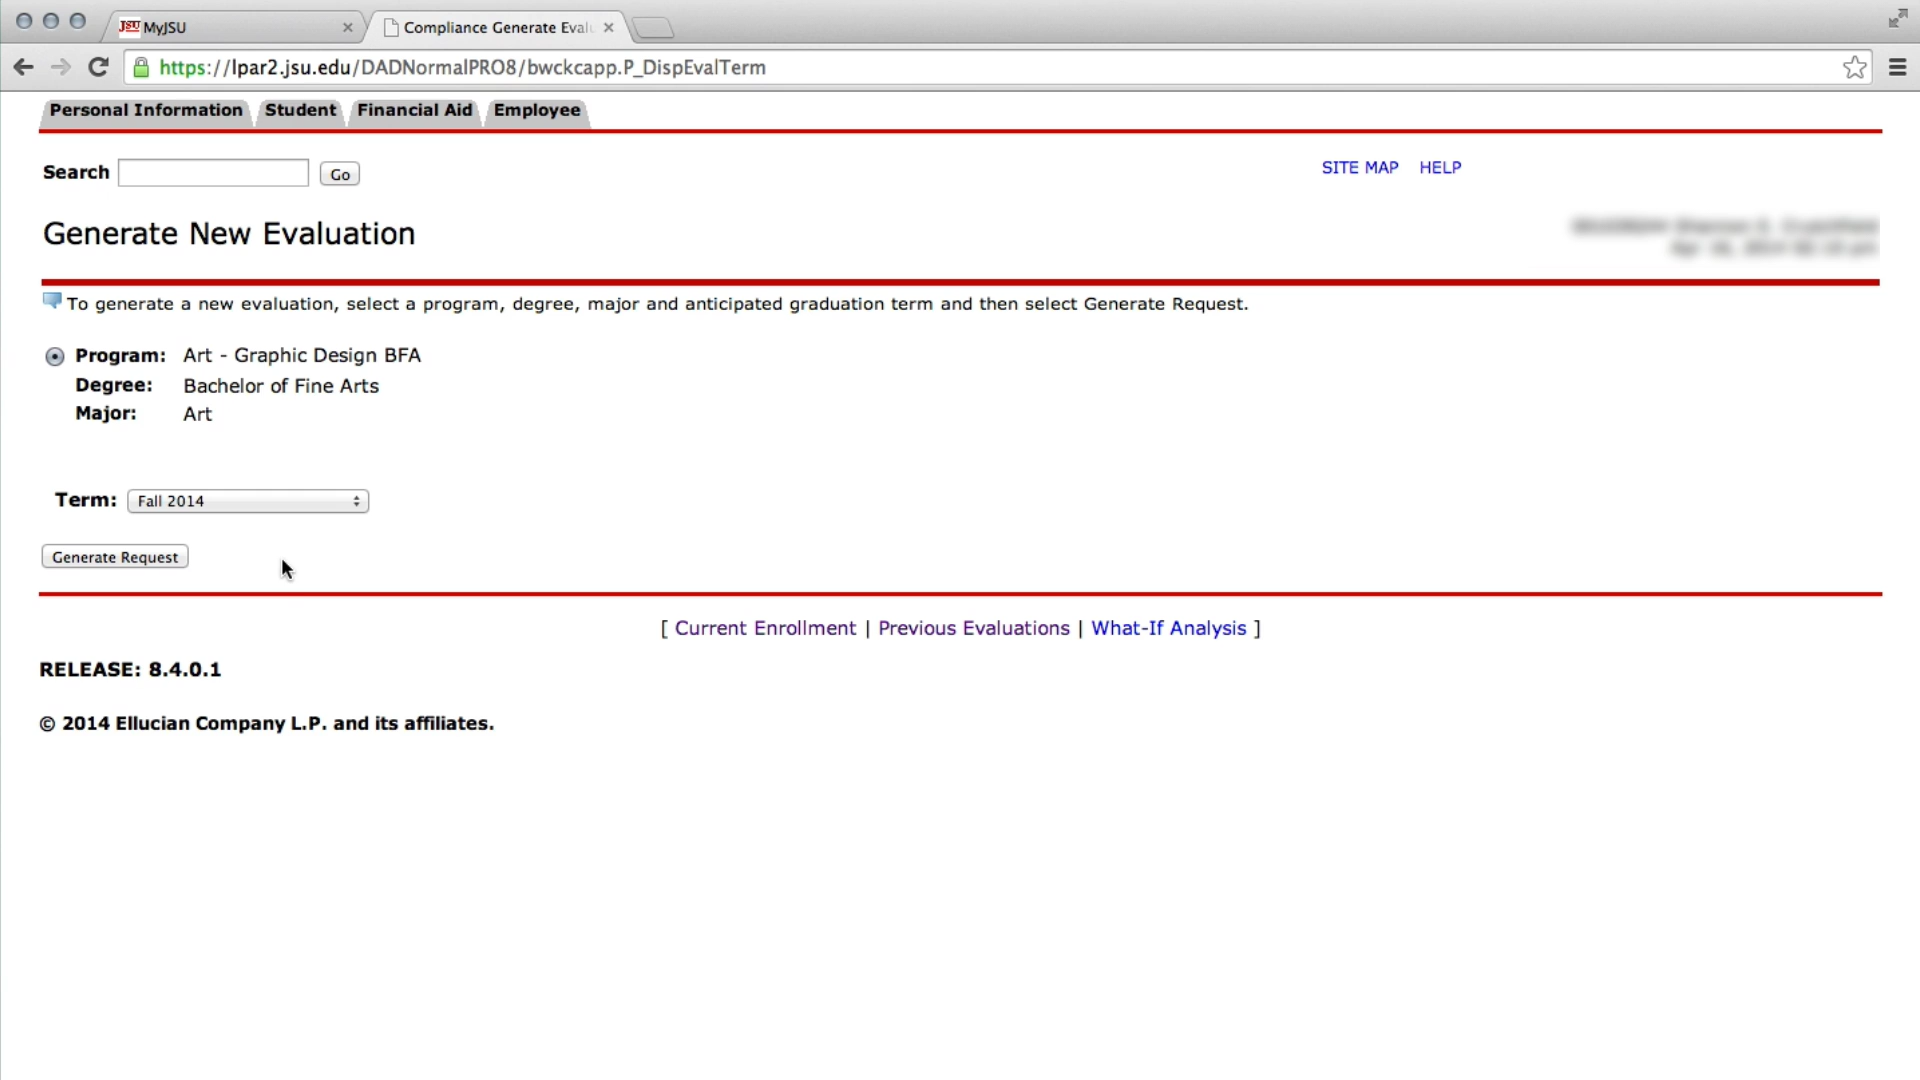 JSU MyJSU
Compliance Generate Evalu
https://lpar2.jsu.edu/DADNormalPRO8/bwckcapp.P_DispEvalTerm
Personal Information Student Financial Aid Employee
Search Go SITE MAP HELP
Generate New Evaluation
To generate a new evaluation, select a program, degree, major and anticipated graduation term and then select Generate Request.
Program: Art - Graphic Design BFA
Degree: Bachelor of Fine Arts
Major: Art
Term: Fall 2014
Generate Request
[ Current Enrollment | Previous Evaluations | What-If Analysis ]
RELEASE: 8.4.0.1
© 2014 Ellucian Company L.P. and its affiliates.